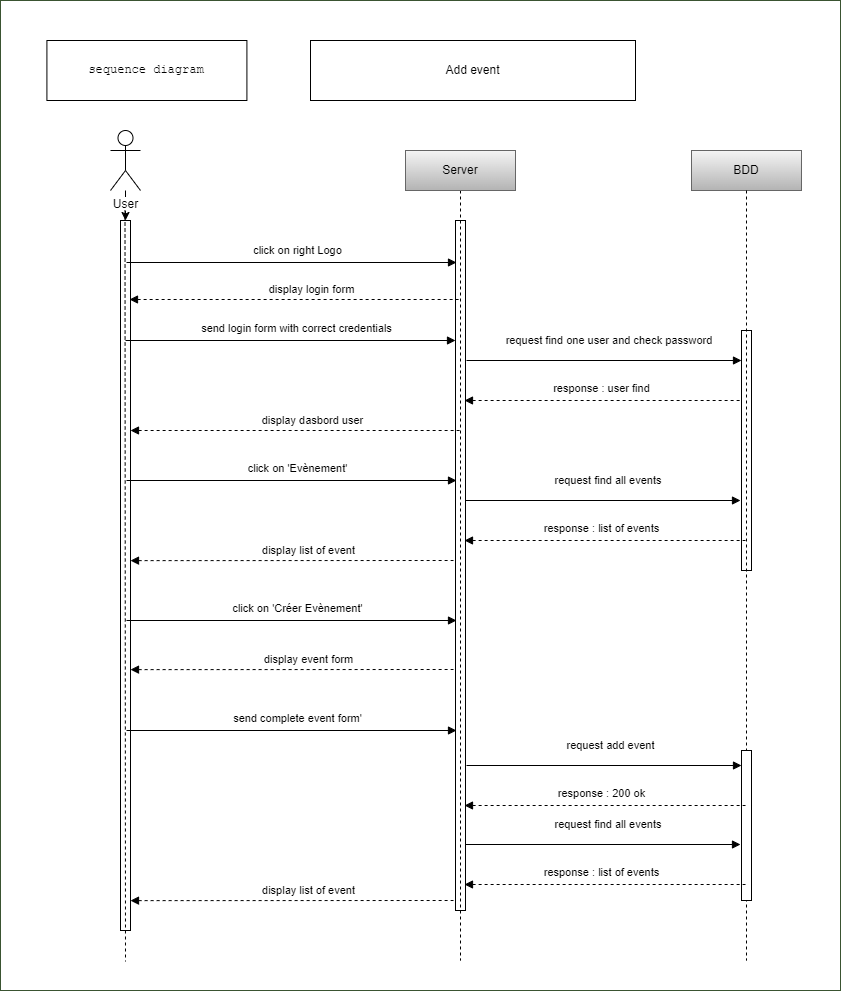 sequence diagram
Add event
User
Server
BDD
click on right Logo
display login form
send login form with correct credentials
request find one user and check password
response : user find
display dasbord user
click on 'Evènement'
request find all events
response : list of events
display list of event
click on 'Créer Evènement'
display event form
send complete event form'
request add event
response : 200 ok
request find all events
response : list of events
display list of event